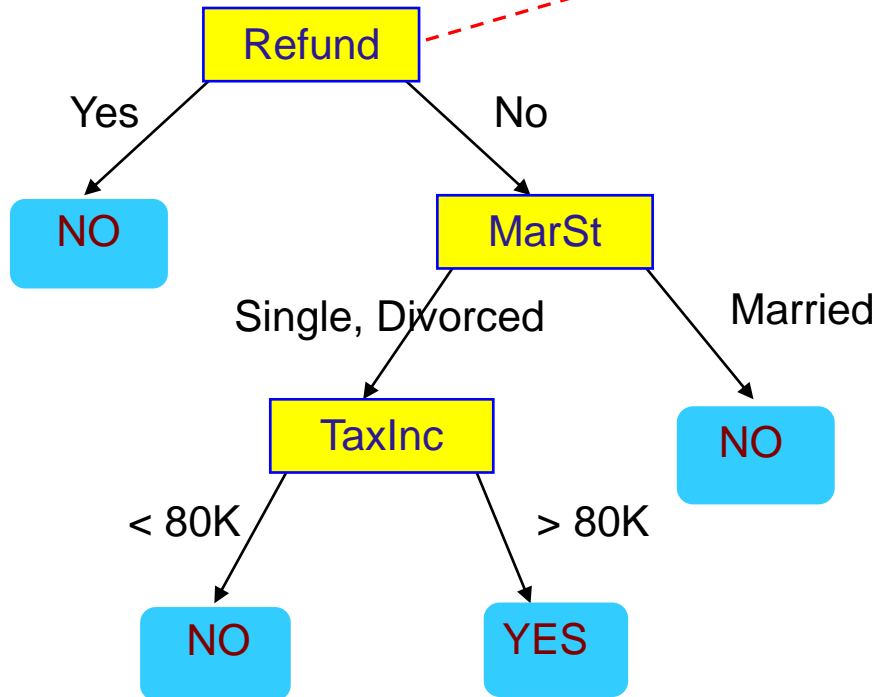 Refund
Yes
No
NO
MarSt
Single, Divorced
Married
TaxInc
NO
< 80K
> 80K
NO
YES